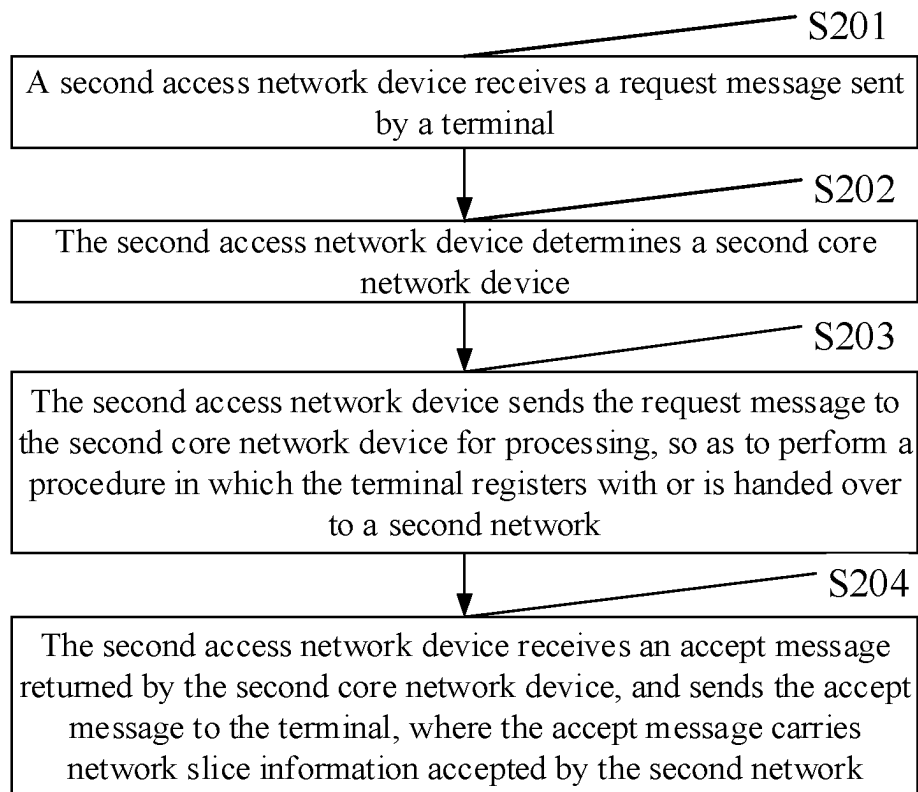 S201
A second access network device receives a request message sent
by a terminal
S202
The second access network device determines a second core
network device
S203
The second access network device sends the request message to
the second core network device for processing, so as to perform a
procedure in which the terminal registers with or is handed over
to a second network
S204
The second access network device receives an accept message
returned by the second core network device, and sends the accept
message to the terminal, where the accept message carries
network slice information accepted by the second network